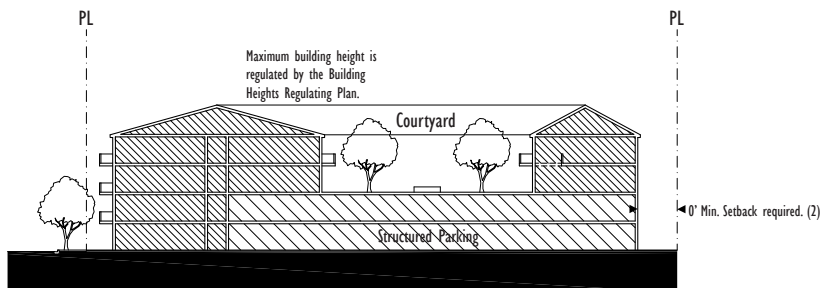 PL
PL
Maximum building height is
regulated by the Building
Heights Regulating Plan.
Courtyard
0' Min. Setback required. (2)
Structured Parking